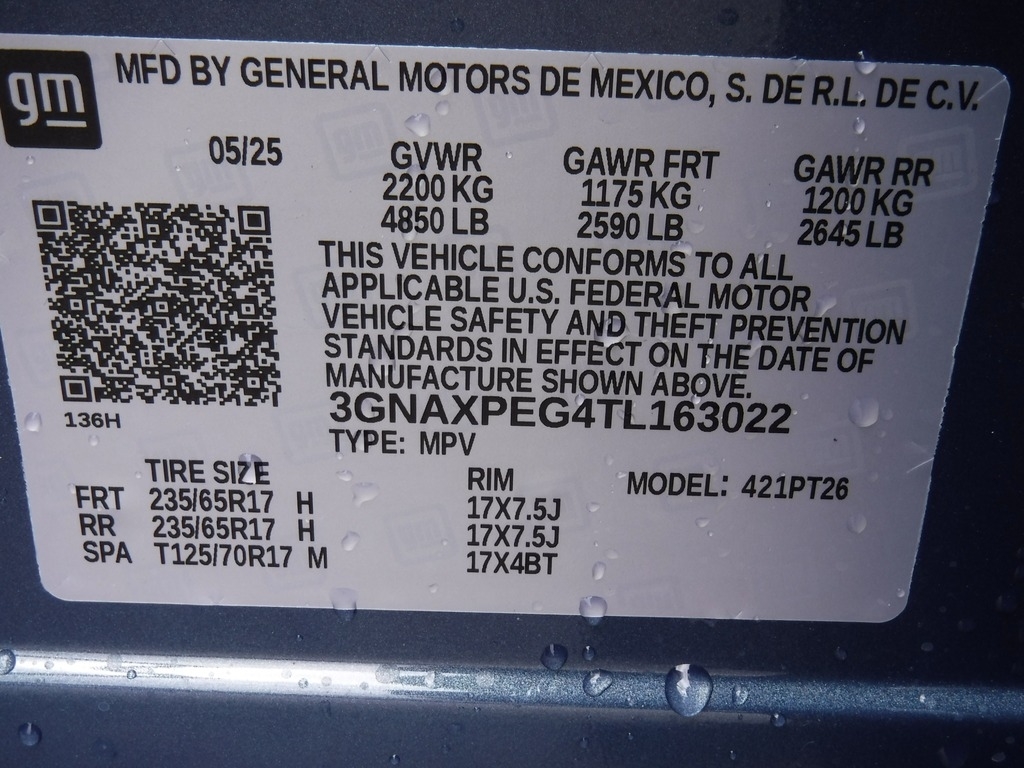 gm
MFD BY GENERAL MOTORS DE MEXICO, S. DE R.L. DE C.V.
05/25 GVWR GAWR FRT GAWR RR
2200 KG 1175 KG 1200 KG
4850 LB 2590 LB 2645 LB
THIS VEHICLE CONFORMS TO ALL
APPLICABLE U.S. FEDERAL MOTOR
VEHICLE SAFETY AND THEFT PREVENTION
STANDARDS IN EFFECT ON THE DATE OF
MANUFACTURE SHOWN ABOVE.
136H
3GNAXPEG4TL163022
TYPE: MPV
TIRE SIZE RIM MODEL: 421PT26
FRT 235/65R17 H 17X7.5J
RR 235/65R17 H 17X7.5J
SPA T125/70R17 M 17X4BT